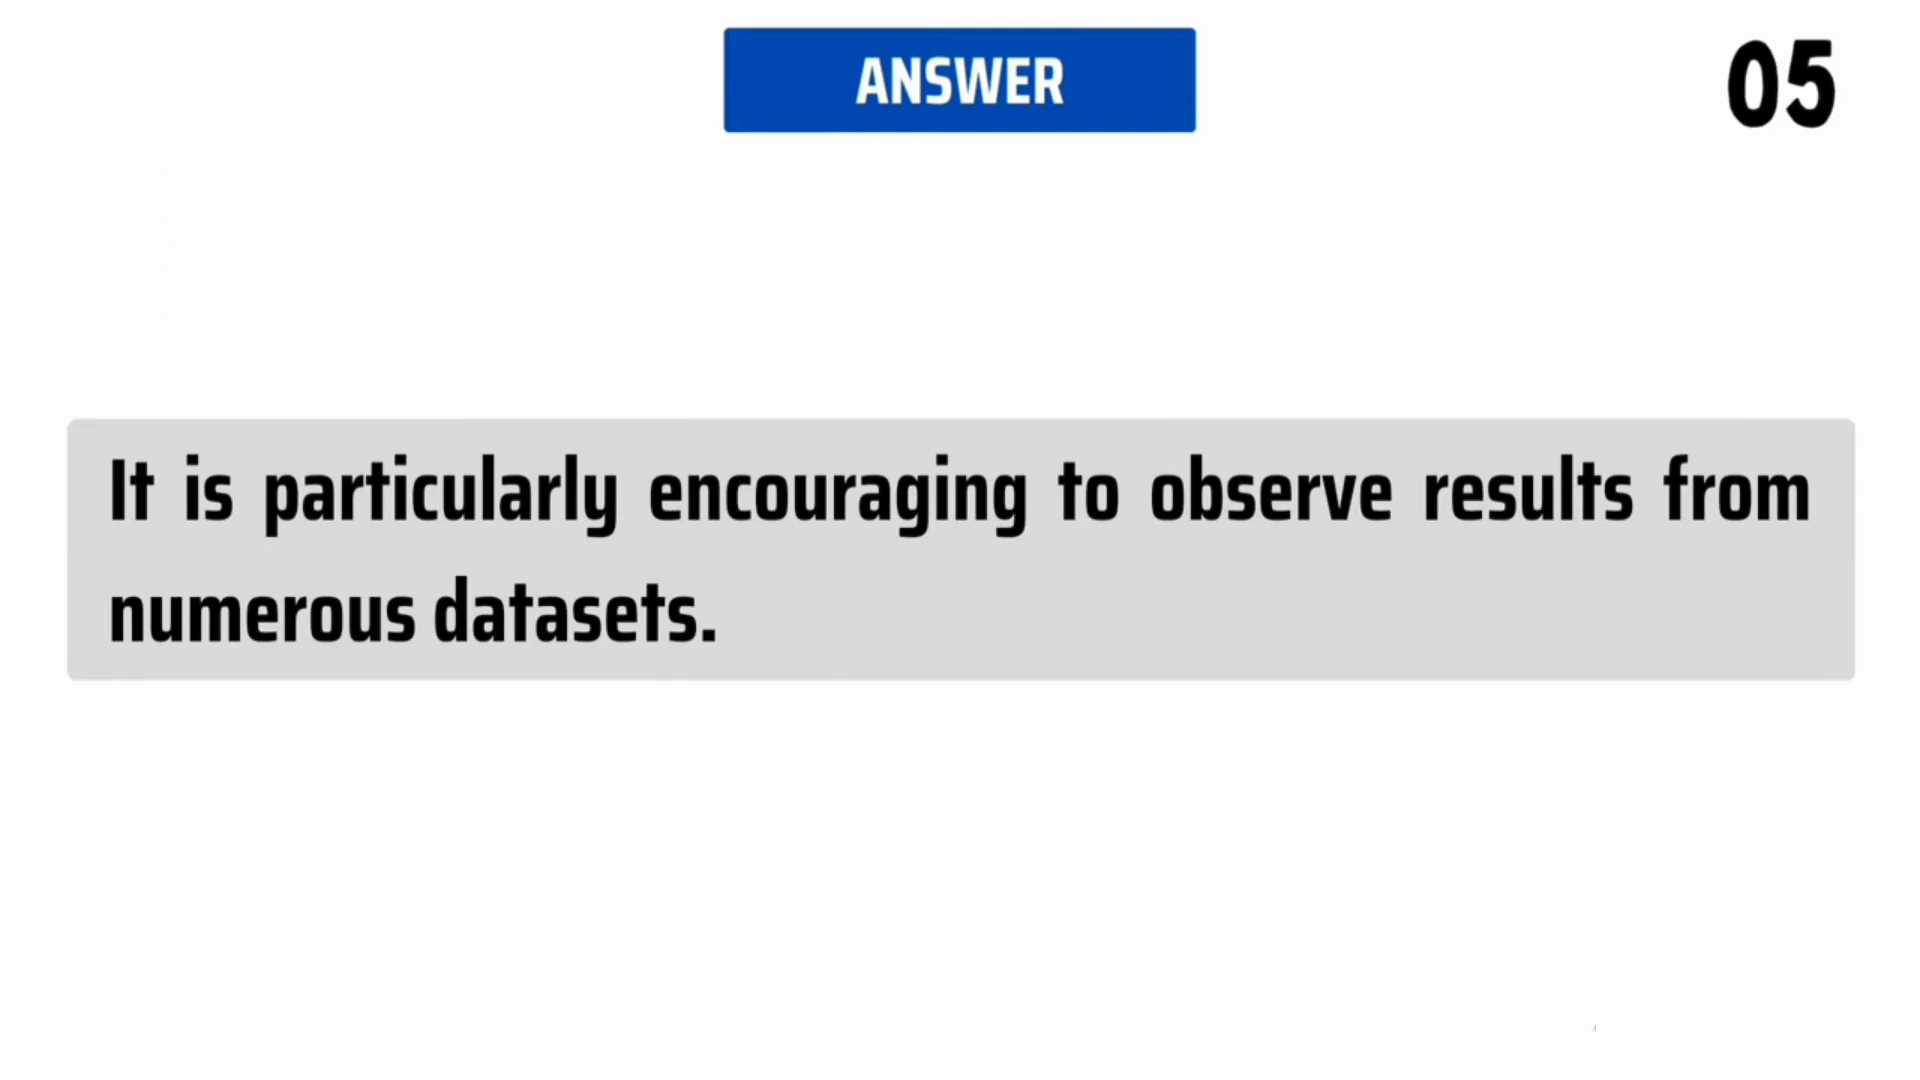 ANSWER
05
It is particularly encouraging to observe results from
numerous datasets.